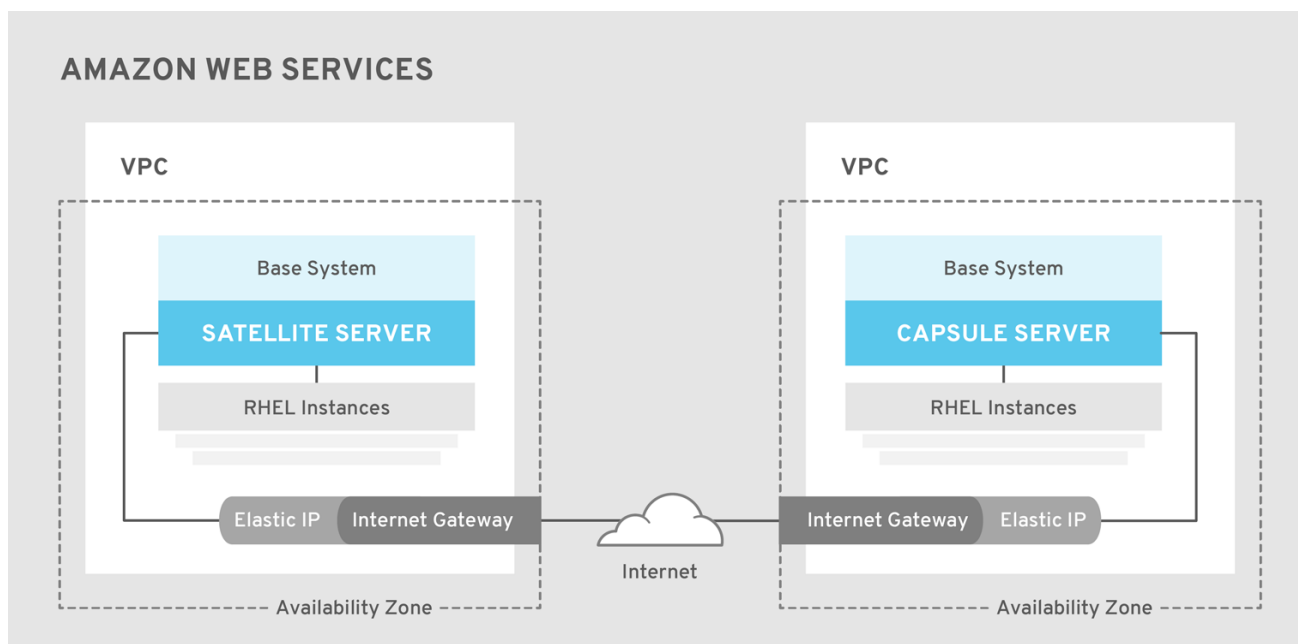 AMAZON WEB SERVICES
VPC
Base System
SATELLITE SERVER
RHEL Instances
Elastic IP
Internet Gateway
Availability Zone
Internet
VPC
Base System
CAPSULE SERVER
RHEL Instances
Internet Gateway
Elastic IP
Availability Zone